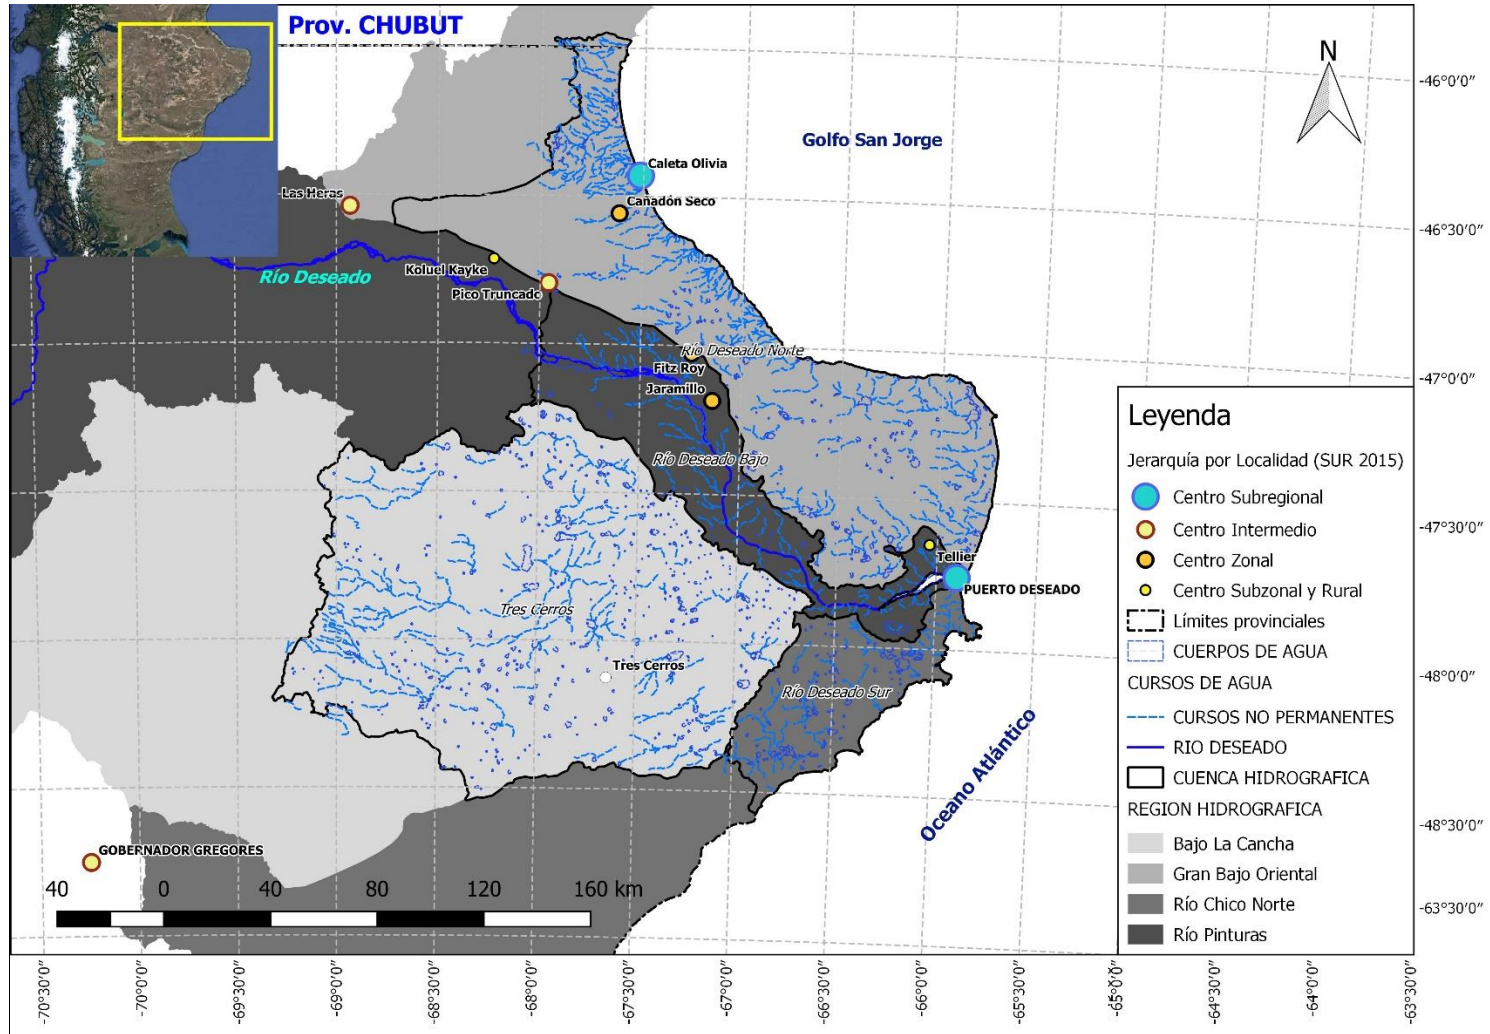 Prov. CHUBUT
N
Golfo San Jorge
Caleta Olivia
Las Heras
Cañadón Seco
Koluel Kayke
Río Deseado
Pico Truncado
Río Deseado Norte
Fitz Roy
Jaramillo
Río Deseado Bajo
Tellier
PUERTO DESEADO
Tres Cerros
Tres Cerros
Río Deseado Sur
Oceano Atlántico
GOBERNADOR GREGORES
40 0 40 80 120 160 km
Leyenda
Jerarquía por Localidad (SUR 2015)
Centro Subregional
Centro Intermedio
Centro Zonal
Centro Subzonal y Rural
Límites provinciales
CUERPOS DE AGUA
CURSOS DE AGUA
CURSOS NO PERMANENTES
RIO DESEADO
CUENCA HIDROGRAFICA
REGION HIDROGRAFICA
Bajo La Cancha
Gran Bajo Oriental
Río Chico Norte
Río Pinturas
-46°0'0"
-46°30'0"
-47°0'0"
-47°30'0"
-48°0'0"
-48°30'0"
-63°30'0"
-70°30'0"
-70°0'0"
-69°30'0"
-69°0'0"
-68°30'0"
-68°0'0"
-67°30'0"
-67°0'0"
-66°30'0"
-66°0'0"
-65°30'0"
-65°0'0"
-64°30'0"
-64°0'0"
-63°30'0"